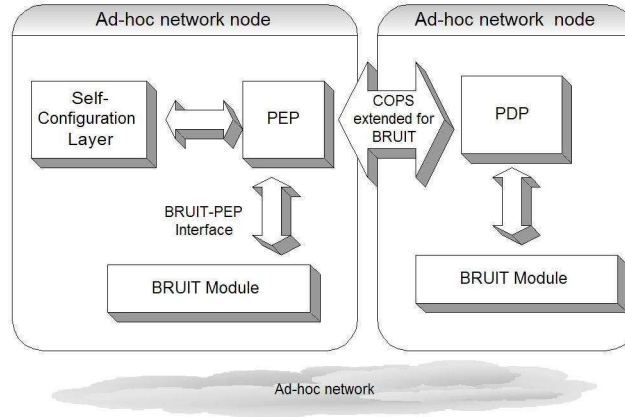 Ad-hoc network node
Ad-hoc network node
Self-
Configuration
Layer
PEP
COPS
extended for
BRUIT
PDP
BRUIT-PEP
Interface
BRUIT Module
BRUIT Module
Ad-hoc network